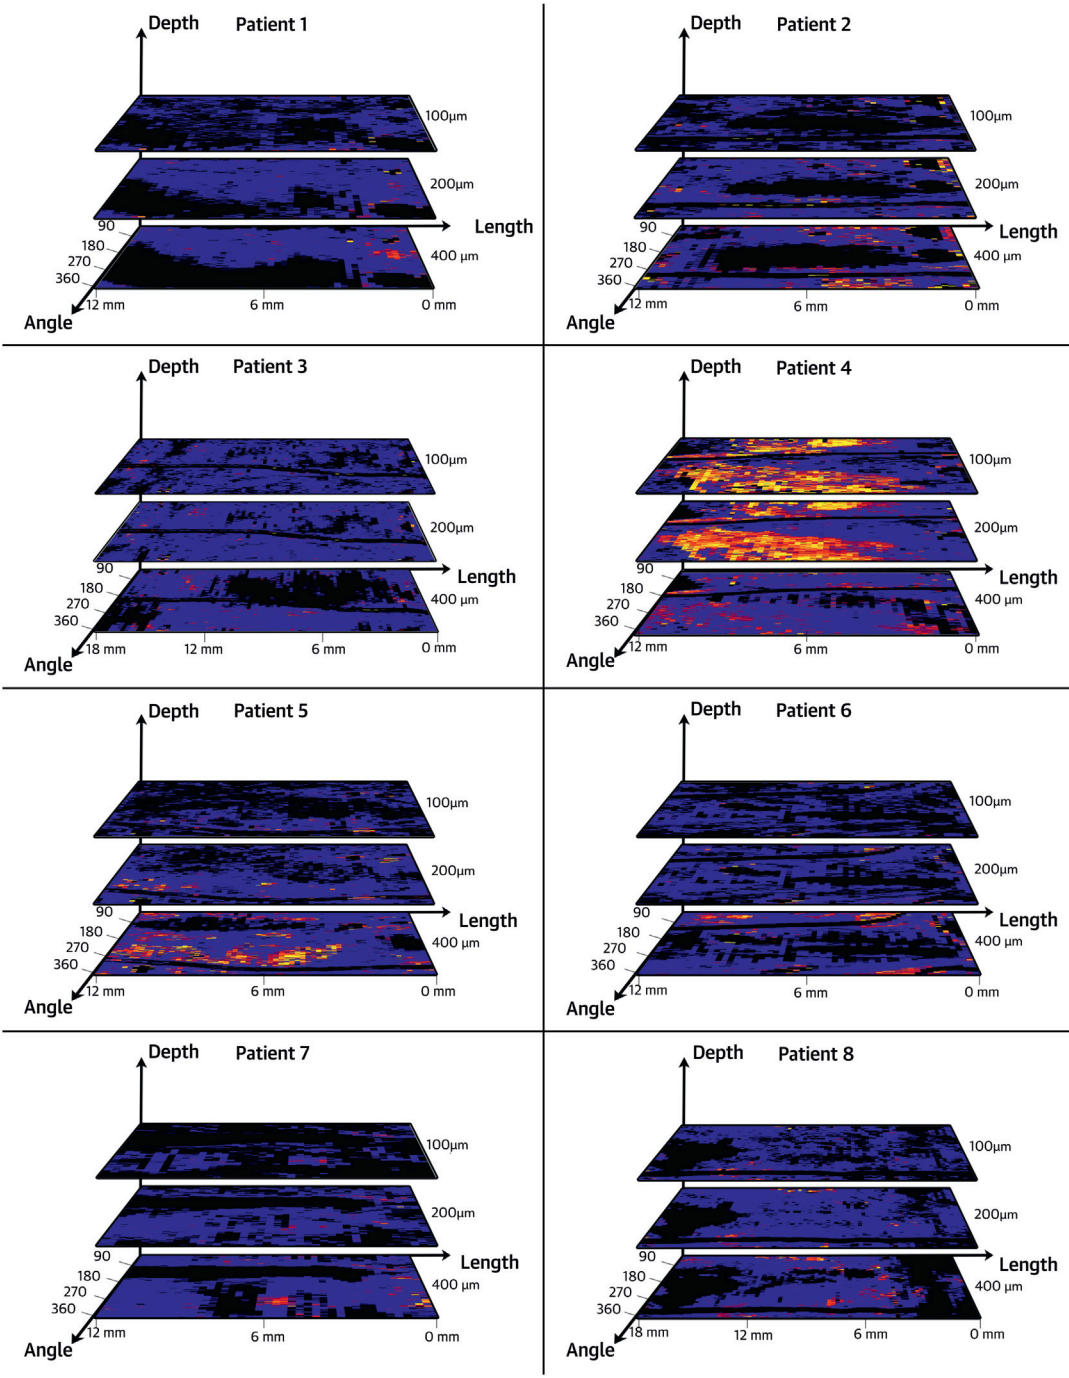 Depth Patient 1
100μm
200μm
Length
90
180
270
360
400 μm
12 mm 6 mm 0 mm
Angle
Depth Patient 2
100μm
200μm
Length
90
180
270
360
400 μm
12 mm 6 mm 0 mm
Angle
Depth Patient 3
100μm
200μm
Length
90
180
270
360
400 μm
18 mm 12 mm 6 mm 0 mm
Angle
Depth Patient 4
100μm
200μm
Length
90
180
270
360
400 μm
12 mm 6 mm 0 mm
Angle
Depth Patient 5
100μm
200μm
Length
90
180
270
360
400 μm
12 mm 6 mm 0 mm
Angle
Depth Patient 6
100μm
200μm
Length
90
180
270
360
400 μm
12 mm 6 mm 0 mm
Angle
Depth Patient 7
100μm
200μm
Length
90
180
270
360
400 μm
12 mm 6 mm 0 mm
Angle
Depth Patient 8
100μm
200μm
Length
90
180
270
360
400 μm
18 mm 12 mm 6 mm 0 mm
Angle